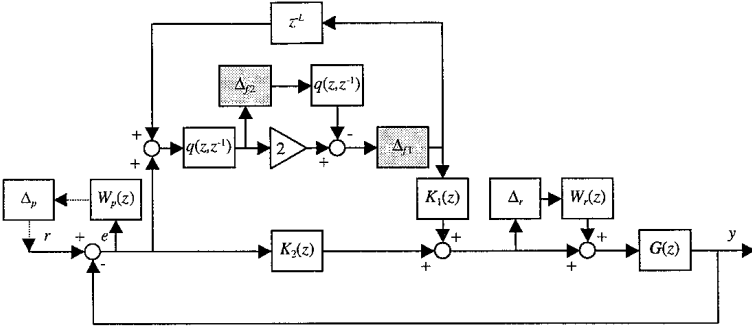 z⁻ᴸ
Δf2
q(z,z⁻¹)
+
+
q(z,z⁻¹)
2
+
-
Δf1
Δp
Wp(z)
K1(z)
Δr
Wr(z)
r
+
e
-
K2(z)
+
+
+
+
G(z)
y